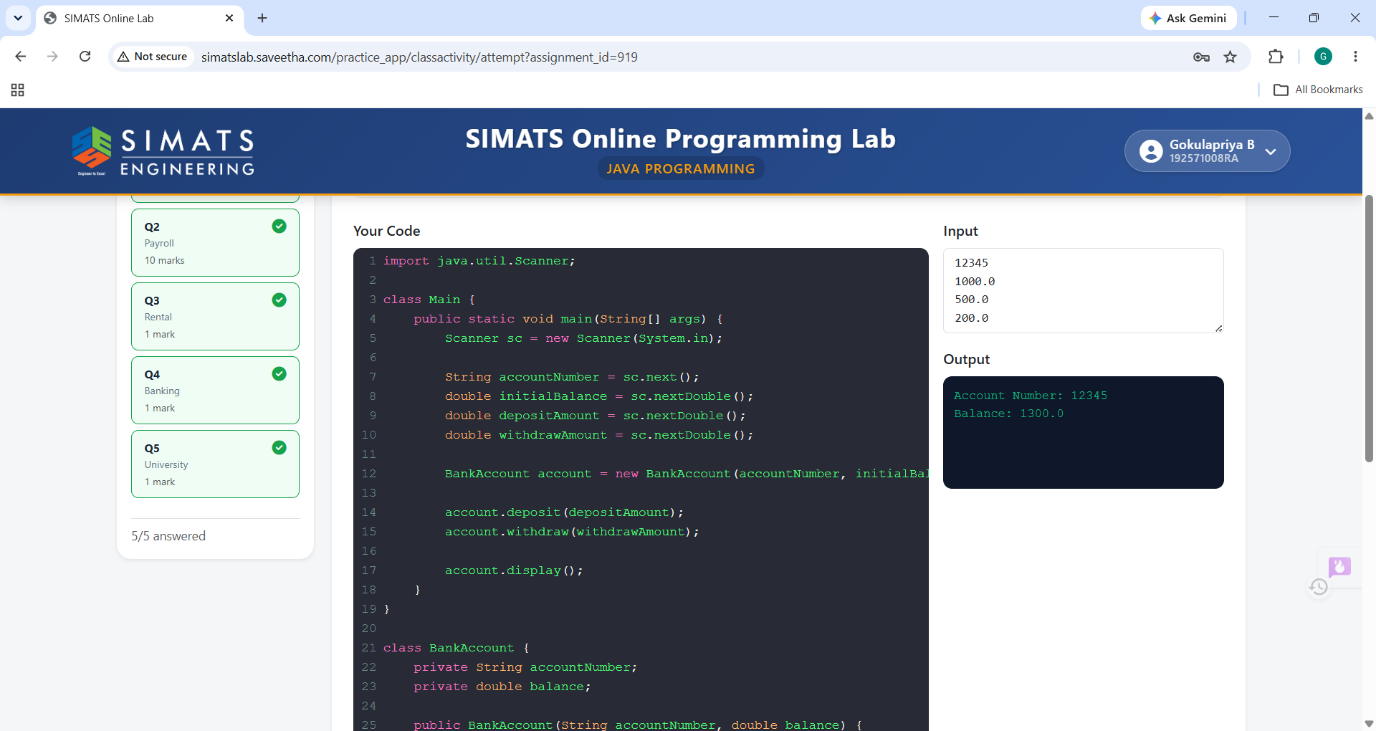 SIMATS Online Lab
Ask Gemini
Not secure
simatslab.saveetha.com/practice_app/classactivity/attempt?assignment_id=919
G
All Bookmarks
SIMATS
ENGINEERING
Engineer to Excel
SIMATS Online Programming Lab
JAVA PROGRAMMING
Gokulapriya B
192571008RA
Q2
Payroll
10 marks
Q3
Rental
1 mark
Q4
Banking
1 mark
Q5
University
1 mark
5/5 answered
Your Code
1 import java.util.Scanner;
2
3 class Main {
4 public static void main(String[] args) {
5 Scanner sc = new Scanner(System.in);
6
7 String accountNumber = sc.next();
8 double initialBalance = sc.nextDouble();
9 double depositAmount = sc.nextDouble();
10 double withdrawAmount = sc.nextDouble();
11
12 BankAccount account = new BankAccount(accountNumber, initialBal
13
14 account.deposit(depositAmount);
15 account.withdraw(withdrawAmount);
16
17 account.display();
18 }
19 }
20
21 class BankAccount {
22 private String accountNumber;
23 private double balance;
24
25 public BankAccount(String accountNumber, double balance) {
Input
12345
1000.0
500.0
200.0
Output
Account Number: 12345
Balance: 1300.0